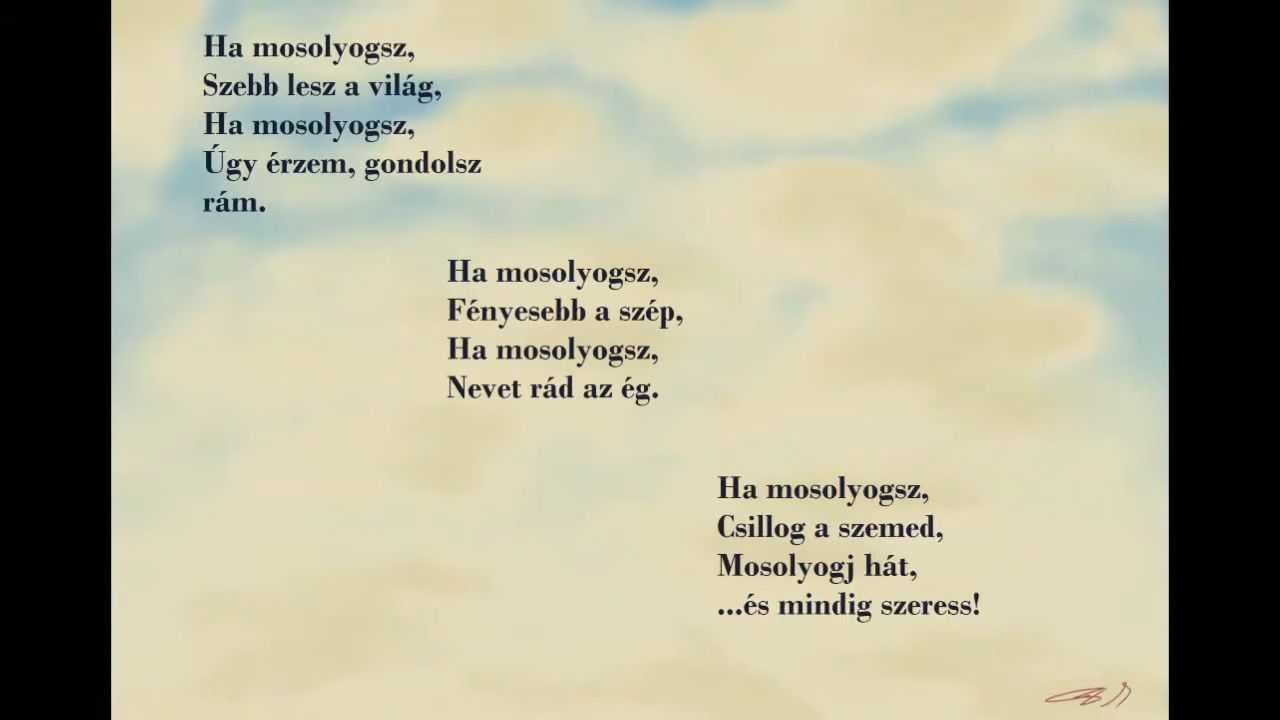 Ha mosolyogsz,
Szebb lesz a világ,
Ha mosolyogsz,
Úgy érzem, gondolsz
rám.
Ha mosolyogsz,
Fényesebb a szép,
Ha mosolyogsz,
Nevet rád az ég.
Ha mosolyogsz,
Csillog a szemed,
Mosolyogj hát,
...és mindig szeress!